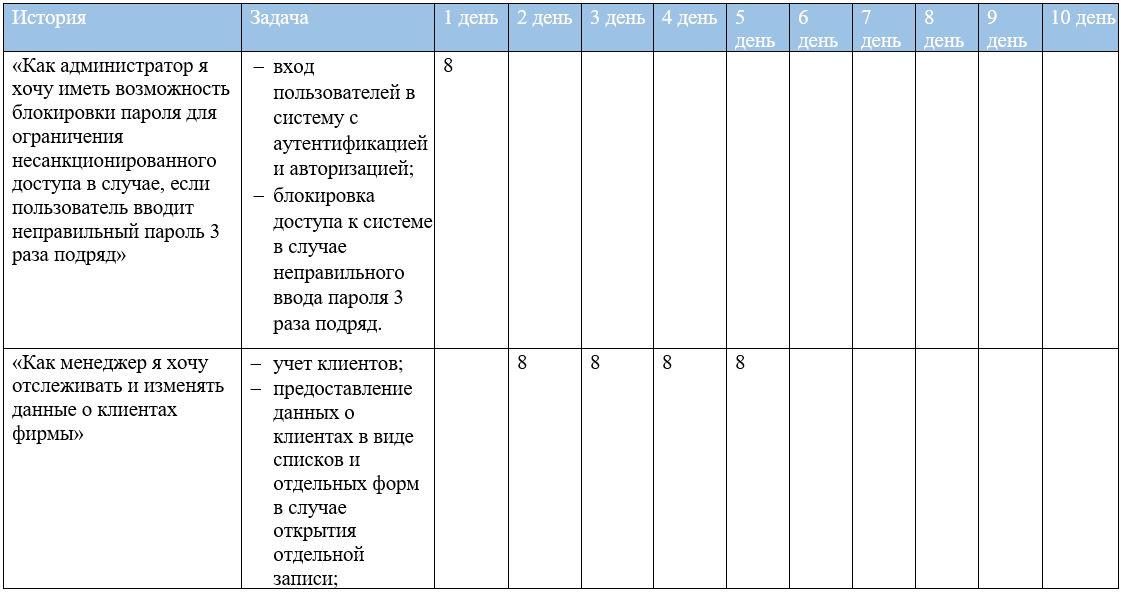 История Задача 1 день 2 день 3 день 4 день 5 день 6 день 7 день 8 день 9 день 10 день
«Как администратор я
хочу иметь возможность
блокировки пароля для
ограничения
несанкционированного
доступа в случае, если
пользователь вводит
неправильный пароль 3
раза подряд»
– вход
пользователей в
систему с
аутентификацией
и авторизацией;
– блокировка
доступа к системе
в случае
неправильного
ввода пароля 3
раза подряд.
8
«Как менеджер я хочу
отслеживать и изменять
данные о клиентах
фирмы»
– учет клиентов;
– предоставление
данных о
клиентах в виде
списков и
отдельных форм
в случае
открытия
отдельной
записи;
8 8 8 8